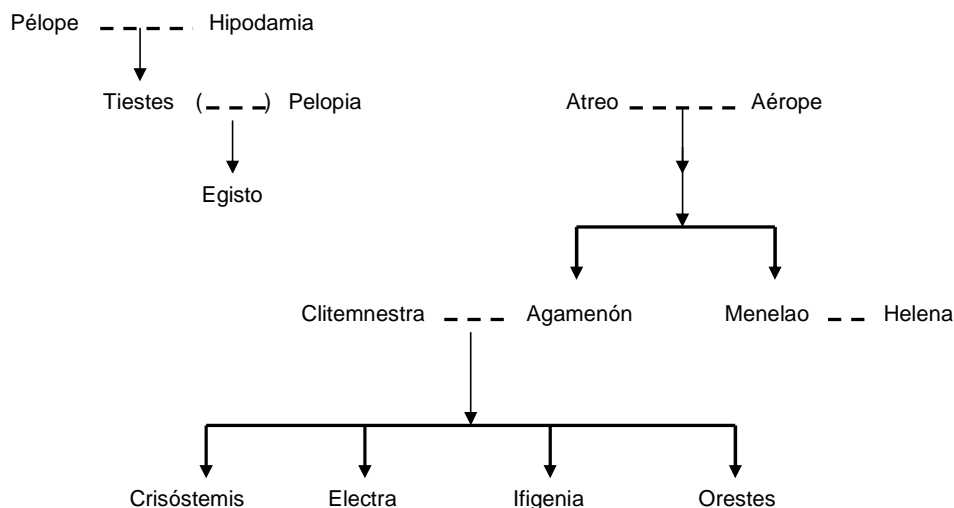 Pélope Hipodamia
Tiestes ( ) Pelopia Atreo Aérope
Egisto
Clitemnestra Agamenón Menelao Helena
Crisóstemis Electra Ifigenia Orestes